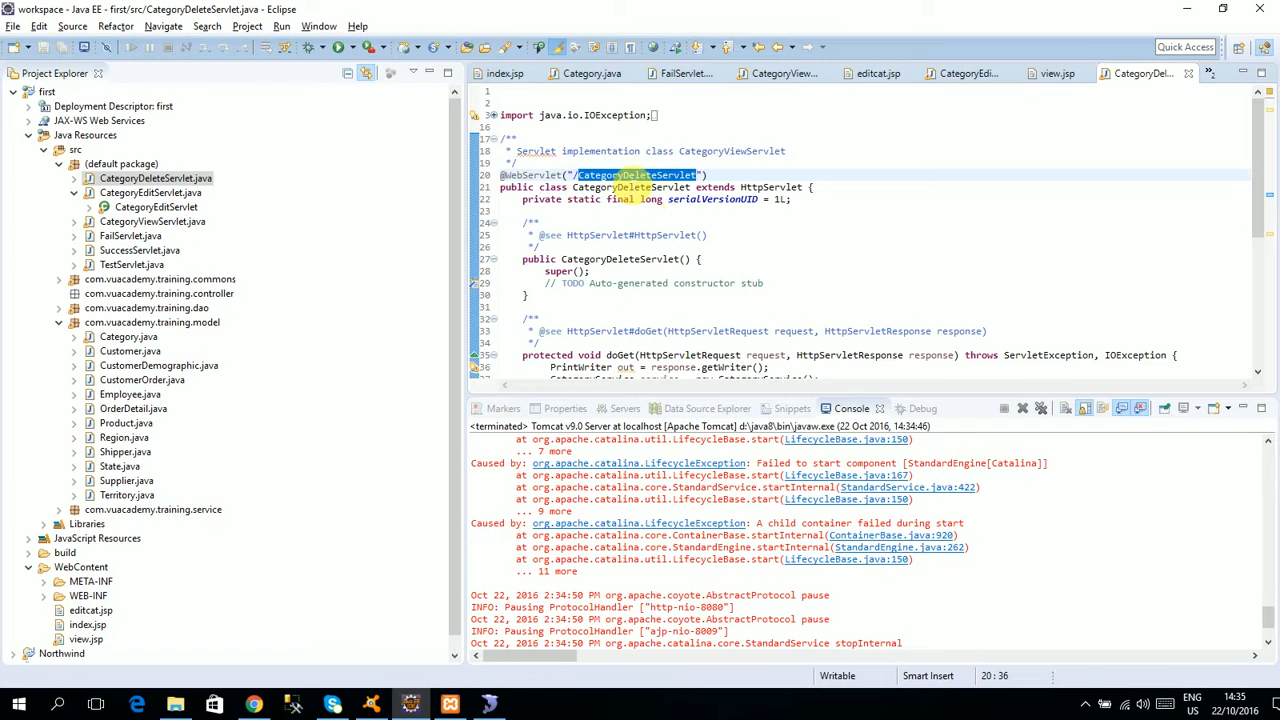 workspace - Java EE - first/src/CategoryDeleteServlet.java - Eclipse
File Edit Source Refactor Navigate Search Project Run Window Help
Quick Access
Project Explorer
first
Deployment Descriptor: first
JAX-WS Web Services
Java Resources
src
(default package)
CategoryDeleteServlet.java
CategoryEditServlet.java
CategoryEditServlet
CategoryViewServlet.java
FailServlet.java
SuccessServlet.java
TestServlet.java
com.vuacademy.training.commons
com.vuacademy.training.controller
com.vuacademy.training.dao
com.vuacademy.training.model
Category.java
Customer.java
CustomerDemographic.java
CustomerOrder.java
Employee.java
OrderDetail.java
Product.java
Region.java
Shipper.java
State.java
Supplier.java
Territory.java
com.vuacademy.training.service
Libraries
JavaScript Resources
build
WebContent
META-INF
WEB-INF
editcat.jsp
index.jsp
view.jsp
Northwind
index.jsp Category.java FailServlet.... CategoryView... editcat.jsp CategoryEdi... view.jsp CategoryDel...
1
2
3 import java.io.IOException;
16
17 /**
18 * Servlet implementation class CategoryViewServlet
19 */
20 @WebServlet("/CategoryDeleteServlet")
21 public class CategoryDeleteServlet extends HttpServlet {
22 private static final long serialVersionUID = 1L;
23
24 /**
25 * @see HttpServlet#HttpServlet()
26 */
27 public CategoryDeleteServlet() {
28 super();
29 // TODO Auto-generated constructor stub
30 }
31
32 /**
33 * @see HttpServlet#doGet(HttpServletRequest request, HttpServletResponse response)
34 */
35 protected void doGet(HttpServletRequest request, HttpServletResponse response) throws ServletException, IOException {
36 PrintWriter out = response.getWriter();
Markers Properties Servers Data Source Explorer Snippets Console Debug
<terminated> Tomcat v9.0 Server at localhost [Apache Tomcat] d:\java8\bin\javaw.exe (22 Oct 2016, 14:34:46)
at org.apache.catalina.util.LifecycleBase.start(LifecycleBase.java:150)
... 7 more
Caused by: org.apache.catalina.LifecycleException: Failed to start component [StandardEngine[Catalina]]
at org.apache.catalina.util.LifecycleBase.start(LifecycleBase.java:167)
at org.apache.catalina.core.StandardService.startInternal(StandardService.java:422)
at org.apache.catalina.util.LifecycleBase.start(LifecycleBase.java:150)
... 9 more
Caused by: org.apache.catalina.LifecycleException: A child container failed during start
at org.apache.catalina.core.ContainerBase.startInternal(ContainerBase.java:920)
at org.apache.catalina.core.StandardEngine.startInternal(StandardEngine.java:262)
at org.apache.catalina.util.LifecycleBase.start(LifecycleBase.java:150)
... 11 more
Oct 22, 2016 2:34:50 PM org.apache.coyote.AbstractProtocol pause
INFO: Pausing ProtocolHandler ["http-nio-8080"]
Oct 22, 2016 2:34:50 PM org.apache.coyote.AbstractProtocol pause
INFO: Pausing ProtocolHandler ["ajp-nio-8009"]
Oct 22, 2016 2:34:50 PM org.apache.catalina.core.StandardService stopInternal
Writable Smart Insert 20 : 36
ENG 14:35
US 22/10/2016